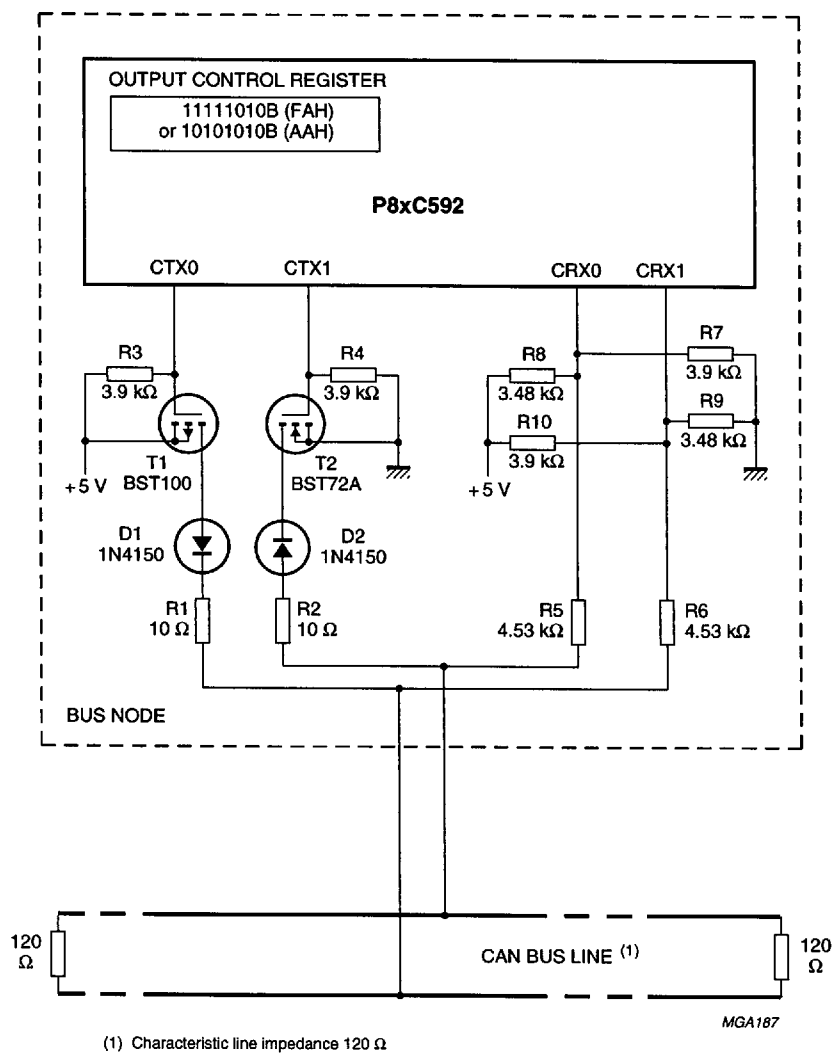 OUTPUT CONTROL REGISTER
11111010B (FAH)
or 10101010B (AAH)
P8xC592
CTX0 CTX1 CRX0 CRX1
R3
3.9 kΩ
R4
3.9 kΩ
R8
3.48 kΩ
R7
3.9 kΩ
R10
3.9 kΩ
R9
3.48 kΩ
+5 V
T1
BST100
T2
BST72A
+5 V
D1
1N4150
D2
1N4150
R1
10 Ω
R2
10 Ω
R5
4.53 kΩ
R6
4.53 kΩ
BUS NODE
120
Ω
CAN BUS LINE (1)
120
Ω
MGA187
(1) Characteristic line impedance 120 Ω